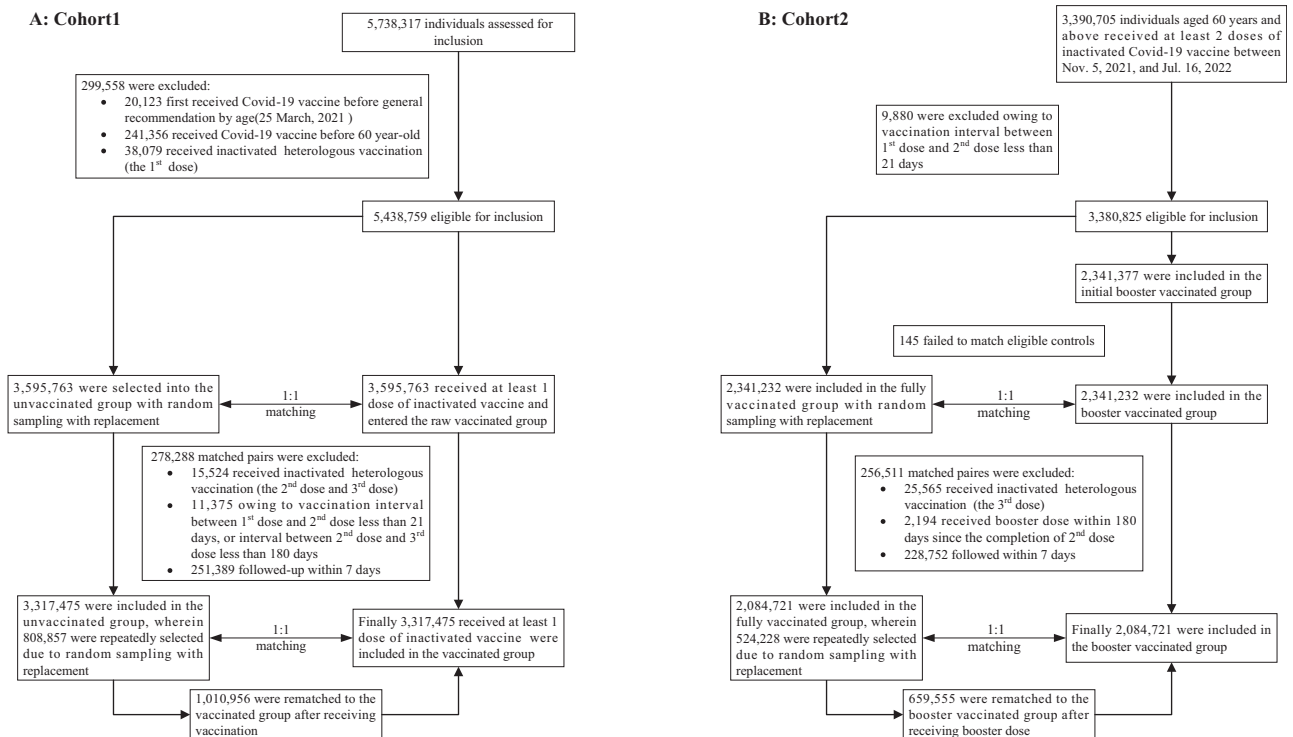 A: Cohort1
5,738,317 individuals assessed for
inclusion
299,558 were excluded:
• 20,123 first received Covid-19 vaccine before general
recommendation by age(25 March, 2021 )
• 241,356 received Covid-19 vaccine before 60 year-old
• 38,079 received inactivated heterologous vaccination
(the 1st dose)
5,438,759 eligible for inclusion
3,595,763 were selected into the
unvaccinated group with random
sampling with replacement
1:1
matching
3,595,763 received at least 1
dose of inactivated vaccine and
entered the raw vaccinated group
278,288 matched pairs were excluded:
• 15,524 received inactivated heterologous
vaccination (the 2nd dose and 3rd dose)
• 11,375 owing to vaccination interval
between 1st dose and 2nd dose less than 21
days, or interval between 2nd dose and 3rd
dose less than 180 days
• 251,389 followed-up within 7 days
3,317,475 were included in the
unvaccinated group, wherein
808,857 were repeatedly selected
due to random sampling with
replacement
1:1
matching
Finally 3,317,475 received at least 1
dose of inactivated vaccine were
included in the vaccinated group
1,010,956 were rematched to the
vaccinated group after receiving
vaccination
B: Cohort2
3,390,705 individuals aged 60 years and
above received at least 2 doses of
inactivated Covid-19 vaccine between
Nov. 5, 2021, and Jul. 16, 2022
9,880 were excluded owing to
vaccination interval between
1st dose and 2nd dose less than
21 days
3,380,825 eligible for inclusion
2,341,377 were included in the
initial booster vaccinated group
145 failed to match eligible controls
2,341,232 were included in the fully
vaccinated group with random
sampling with replacement
1:1
matching
2,341,232 were included in the
booster vaccinated group
256,511 matched paires were excluded:
• 25,565 received inactivated heterologous
vaccination (the 3rd dose)
• 2,194 received booster dose within 180
days since the completion of 2nd dose
• 228,752 followed within 7 days
2,084,721 were included in the
fully vaccinated group, wherein
524,228 were repeatedly selected
due to random sampling with
replacement
1:1
matching
Finally 2,084,721 were included in
the booster vaccinated group
659,555 were rematched to the
booster vaccinated group after
receiving booster dose